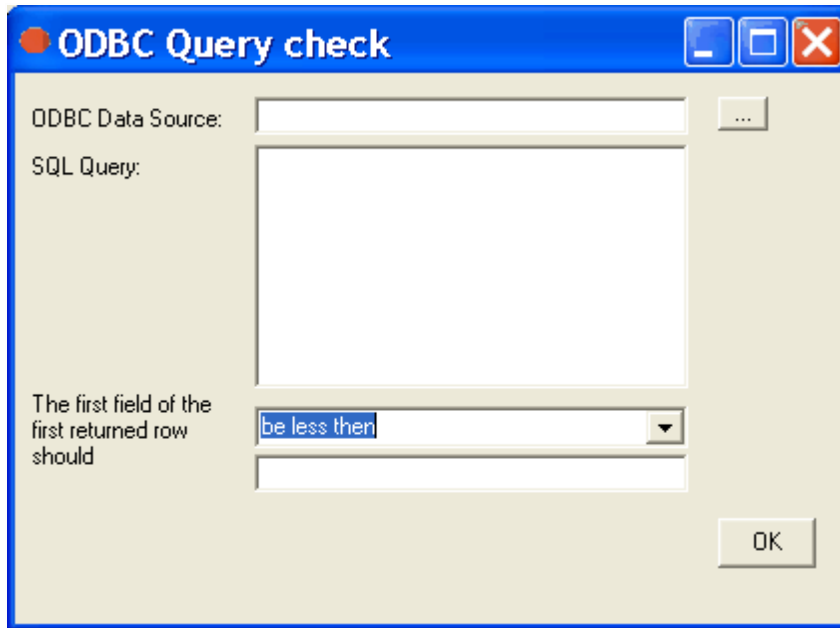 ODBC Query check
ODBC Data Source:
...
SQL Query:
The first field of the
first returned row
should
be less then
OK